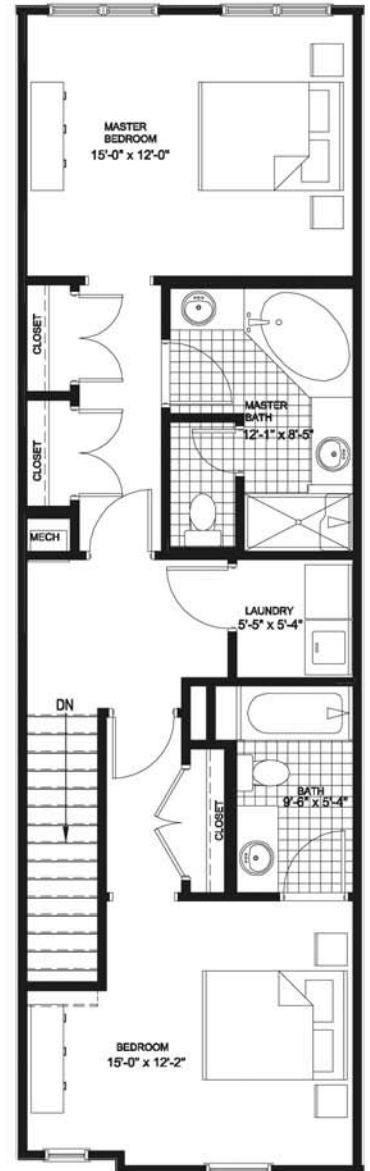 MASTER
BEDROOM
15'-0" x 12'-0"
CLOSET
CLOSET
MASTER
BATH
12'-1" x 8'-5"
MECH
LAUNDRY
5'-5" x 5'-4"
DN
CLOSET
BATH
9'-6" x 5'-4"
BEDROOM
15'-0" x 12'-2"